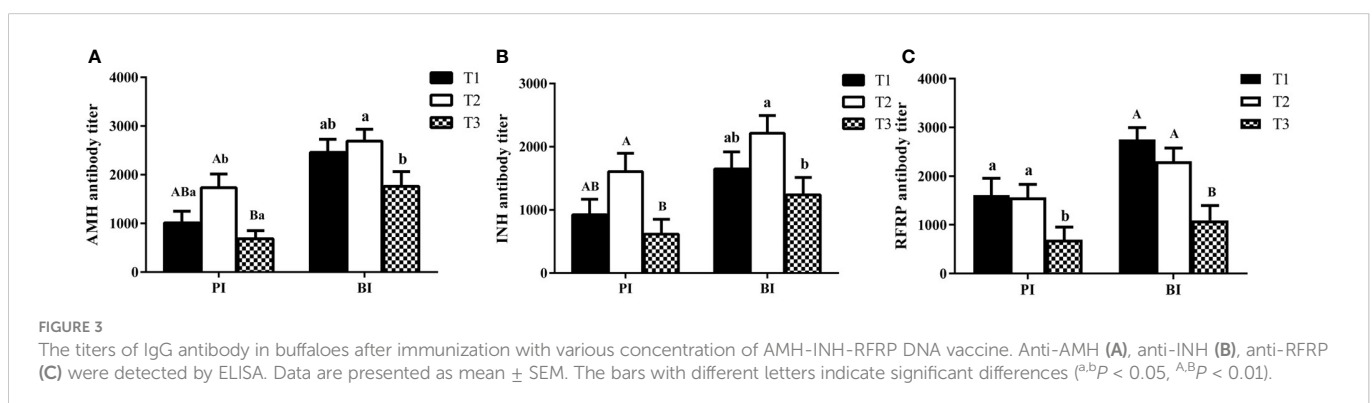 A
4000
3000
2000
1000
0
AMH antibody titer
T1
T2
T3
ABa
Ab
Ba
ab
a
b
PI
BI
B
3000
2000
1000
0
INH antibody titer
T1
T2
T3
AB
A
B
ab
a
b
PI
BI
C
4000
3000
2000
1000
0
RFRP antibody titer
T1
T2
T3
a
a
b
A
A
B
PI
BI
FIGURE 3
The titers of IgG antibody in buffaloes after immunization with various concentration of AMH-INH-RFRP DNA vaccine. Anti-AMH (A), anti-INH (B), anti-RFRP
(C) were detected by ELISA. Data are presented as mean ± SEM. The bars with different letters indicate significant differences (a,bP < 0.05, A,BP < 0.01).